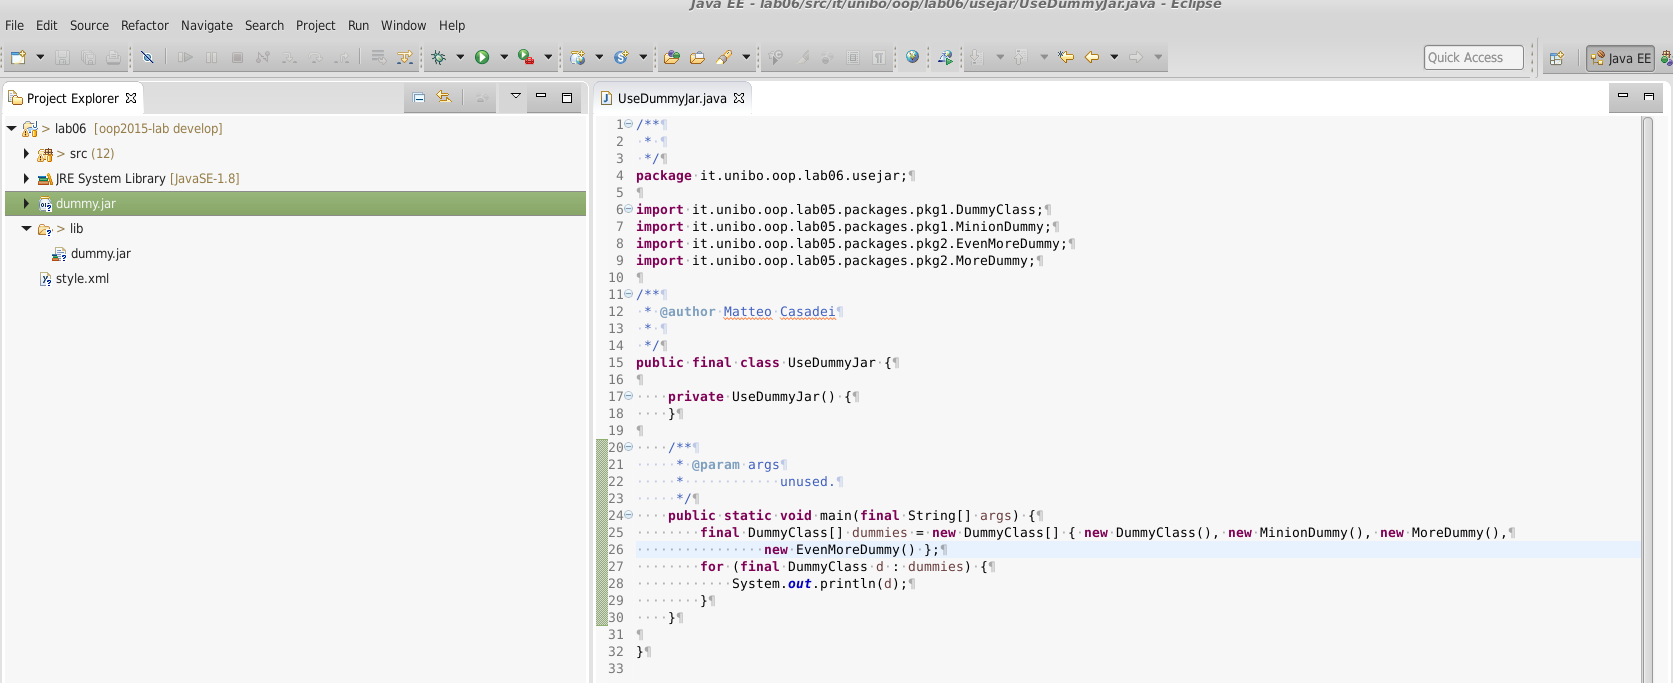 Java EE - lab06/src/it/unibo/oop/lab06/usejar/UseDummyJar.java - Eclipse
File Edit Source Refactor Navigate Search Project Run Window Help
Quick Access
Java EE
Project Explorer
> lab06 [oop2015-lab develop]
> src (12)
JRE System Library [JavaSE-1.8]
dummy.jar
> lib
dummy.jar
style.xml
UseDummyJar.java
1 /**¶
2 ·*·¶
3 ·*/¶
4 package·it.unibo.oop.lab06.usejar;¶
5 ¶
6 import·it.unibo.oop.lab05.packages.pkg1.DummyClass;¶
7 import·it.unibo.oop.lab05.packages.pkg1.MinionDummy;¶
8 import·it.unibo.oop.lab05.packages.pkg2.EvenMoreDummy;¶
9 import·it.unibo.oop.lab05.packages.pkg2.MoreDummy;¶
10 ¶
11 /**¶
12 ·*·@author·Matteo·Casadei¶
13 ·*·¶
14 ·*/¶
15 public·final·class·UseDummyJar·{¶
16 ¶
17 ····private·UseDummyJar()·{¶
18 ····}¶
19 ¶
20 ····/**¶
21 ·····*·@param·args¶
22 ·····*············unused.¶
23 ·····*/¶
24 ····public·static·void·main(final·String[]·args)·{¶
25 ········final·DummyClass[]·dummies·=·new·DummyClass[]·{·new·DummyClass(),·new·MinionDummy(),·new·MoreDummy(),¶
26 ················new·EvenMoreDummy()·};¶
27 ········for·(final·DummyClass·d·:·dummies)·{¶
28 ············System.out.println(d);¶
29 ········}¶
30 ····}¶
31 ¶
32 }¶
33